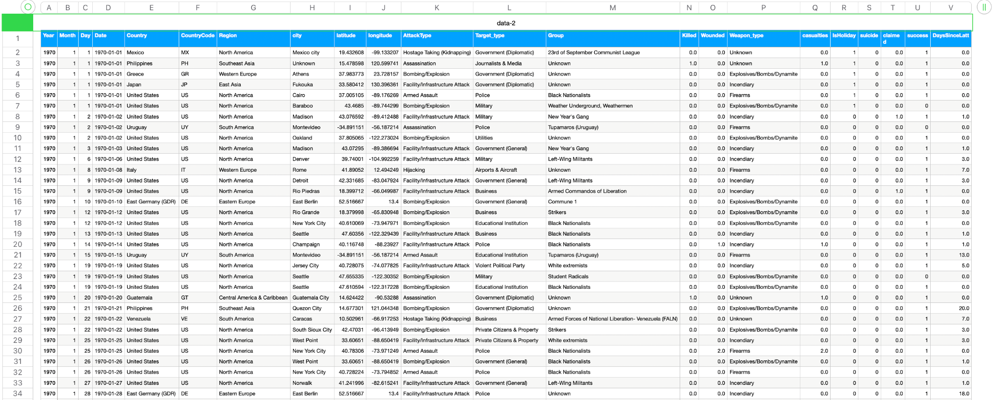 A B C D E F G H I J K L M N O P Q R S T U V
data-2
1 Year Month Day Date Country CountryCode Region city latitude longitude AttackType Target_type Group Killed Wounded Weapon_type casualties IsHoliday suicide claime d success DaysSinceLatt
2 1970 1 1 1970-01-01 Mexico MX North America Mexico city 19.432608 -99.133207 Hostage Taking (Kidnapping) Government (Diplomatic) 23rd of September Communist League 0.0 0.0 Unknown 0.0 1 0 0.0 1 0.0
3 1970 1 1 1970-01-01 Philippines PH Southeast Asia Unknown 15.478598 120.599741 Assassination Journalists & Media Unknown 1.0 0.0 Unknown 1.0 1 0 0.0 1 0.0
4 1970 1 1 1970-01-01 Greece GR Western Europe Athens 37.983773 23.728157 Bombing/Explosion Government (Diplomatic) Unknown 0.0 0.0 Explosives/Bombs/Dynamite 0.0 1 0 0.0 1 0.0
5 1970 1 1 1970-01-01 Japan JP East Asia Fukouka 33.580412 130.396361 Facility/Infrastructure Attack Government (Diplomatic) Unknown 0.0 0.0 Incendiary 0.0 1 0 0.0 1 0.0
6 1970 1 1 1970-01-01 United States US North America Cairo 37.005105 -89.176269 Armed Assault Police Black Nationalists 0.0 0.0 Firearms 0.0 1 0 0.0 1 0.0
7 1970 1 1 1970-01-01 United States US North America Baraboo 43.4685 -89.744299 Bombing/Explosion Military Weather Underground, Weathermen 0.0 0.0 Explosives/Bombs/Dynamite 0.0 1 0 0.0 0 0.0
8 1970 1 2 1970-01-02 United States US North America Madison 43.076592 -89.412488 Facility/Infrastructure Attack Military New Year's Gang 0.0 0.0 Incendiary 0.0 0 0 1.0 1 1.0
9 1970 1 2 1970-01-02 Uruguay UY South America Montevideo -34.891151 -56.187214 Assassination Police Tupamaros (Uruguay) 0.0 0.0 Firearms 0.0 0 0 0.0 0 0.0
10 1970 1 2 1970-01-02 United States US North America Oakland 37.805065 -122.273024 Bombing/Explosion Utilities Unknown 0.0 0.0 Explosives/Bombs/Dynamite 0.0 0 0 0.0 1 0.0
11 1970 1 3 1970-01-03 United States US North America Madison 43.07295 -89.386694 Facility/Infrastructure Attack Government (General) New Year's Gang 0.0 0.0 Incendiary 0.0 0 0 0.0 1 1.0
12 1970 1 6 1970-01-06 United States US North America Denver 39.74001 -104.992259 Facility/Infrastructure Attack Military Left-Wing Militants 0.0 0.0 Incendiary 0.0 0 0 0.0 1 3.0
13 1970 1 8 1970-01-08 Italy IT Western Europe Rome 41.89052 12.494249 Hijacking Airports & Aircraft Unknown 0.0 0.0 Firearms 0.0 0 0 0.0 1 7.0
14 1970 1 9 1970-01-09 United States US North America Detroit 42.331685 -83.047924 Facility/Infrastructure Attack Government (General) Left-Wing Militants 0.0 0.0 Incendiary 0.0 0 0 0.0 1 3.0
15 1970 1 9 1970-01-09 United States US North America Rio Piedras 18.399712 -66.049987 Facility/Infrastructure Attack Business Armed Commandos of Liberation 0.0 0.0 Incendiary 0.0 0 0 1.0 1 0.0
16 1970 1 10 1970-01-10 East Germany (GDR) DE Eastern Europe East Berlin 52.516667 13.4 Bombing/Explosion Government (General) Commune 1 0.0 0.0 Explosives/Bombs/Dynamite 0.0 0 0 0.0 1 0.0
17 1970 1 12 1970-01-12 United States US North America Rio Grande 18.379998 -65.830948 Bombing/Explosion Business Strikers 0.0 0.0 Explosives/Bombs/Dynamite 0.0 0 0 0.0 1 3.0
18 1970 1 12 1970-01-12 United States US North America New York City 40.610069 -73.947971 Bombing/Explosion Educational Institution Black Nationalists 0.0 0.0 Explosives/Bombs/Dynamite 0.0 0 0 0.0 1 0.0
19 1970 1 13 1970-01-13 United States US North America Seattle 47.60356 -122.329439 Facility/Infrastructure Attack Business Black Nationalists 0.0 0.0 Incendiary 0.0 0 0 0.0 1 1.0
20 1970 1 14 1970-01-14 United States US North America Champaign 40.116748 -88.23927 Facility/Infrastructure Attack Police Black Nationalists 0.0 1.0 Incendiary 1.0 0 0 0.0 1 1.0
21 1970 1 15 1970-01-15 Uruguay UY South America Montevideo -34.891151 -56.187214 Armed Assault Educational Institution Tupamaros (Uruguay) 0.0 0.0 Firearms 0.0 0 0 0.0 1 13.0
22 1970 1 19 1970-01-19 United States US North America Jersey City 40.728075 -74.077825 Facility/Infrastructure Attack Violent Political Party White extremists 0.0 0.0 Incendiary 0.0 0 0 0.0 1 5.0
23 1970 1 19 1970-01-19 United States US North America Seattle 47.655335 -122.30352 Bombing/Explosion Military Student Radicals 0.0 0.0 Explosives/Bombs/Dynamite 0.0 0 0 0.0 0 0.0
24 1970 1 19 1970-01-19 United States US North America Seattle 47.610594 -122.317228 Bombing/Explosion Educational Institution Black Nationalists 0.0 0.0 Explosives/Bombs/Dynamite 0.0 0 0 0.0 1 0.0
25 1970 1 20 1970-01-20 Guatemala GT Central America & Caribbean Guatemala City 14.624422 -90.53288 Assassination Government (Diplomatic) Unknown 1.0 0.0 Unknown 1.0 0 0 0.0 1 0.0
26 1970 1 21 1970-01-21 Philippines PH Southeast Asia Quezon City 14.677301 121.044348 Bombing/Explosion Government (Diplomatic) Unknown 0.0 0.0 Explosives/Bombs/Dynamite 0.0 0 0 0.0 1 20.0
27 1970 1 22 1970-01-22 Venezuela VE South America Caracas 10.502961 -66.917253 Hostage Taking (Kidnapping) Business Armed Forces of National Liberation- Venezuela (FALN) 0.0 0.0 Unknown 0.0 0 0 0.0 1 7.0
28 1970 1 22 1970-01-22 United States US North America South Sioux City 42.47031 -96.413949 Bombing/Explosion Private Citizens & Property Strikers 0.0 0.0 Explosives/Bombs/Dynamite 0.0 0 0 0.0 1 3.0
29 1970 1 25 1970-01-25 United States US North America West Point 33.60651 -88.650419 Facility/Infrastructure Attack Private Citizens & Property White extremists 0.0 0.0 Incendiary 0.0 0 0 0.0 1 3.0
30 1970 1 25 1970-01-25 United States US North America New York City 40.78306 -73.971249 Armed Assault Police Black Nationalists 0.0 2.0 Firearms 2.0 0 0 0.0 1 0.0
31 1970 1 26 1970-01-26 United States US North America West Point 33.60651 -88.650419 Bombing/Explosion Government (General) Black Nationalists 0.0 0.0 Explosives/Bombs/Dynamite 0.0 0 0 0.0 1 1.0
32 1970 1 26 1970-01-26 United States US North America New York City 40.728224 -73.794852 Armed Assault Police Black Nationalists 0.0 0.0 Firearms 0.0 0 0 0.0 1 0.0
33 1970 1 27 1970-01-27 United States US North America Norwalk 41.241996 -82.615241 Facility/Infrastructure Attack Government (General) Left-Wing Militants 0.0 0.0 Incendiary 0.0 0 0 0.0 1 1.0
34 1970 1 28 1970-01-28 East Germany (GDR) DE Eastern Europe East Berlin 52.516667 13.4 Facility/Infrastructure Attack Police Unknown 0.0 0.0 Incendiary 0.0 0 0 0.0 1 18.0